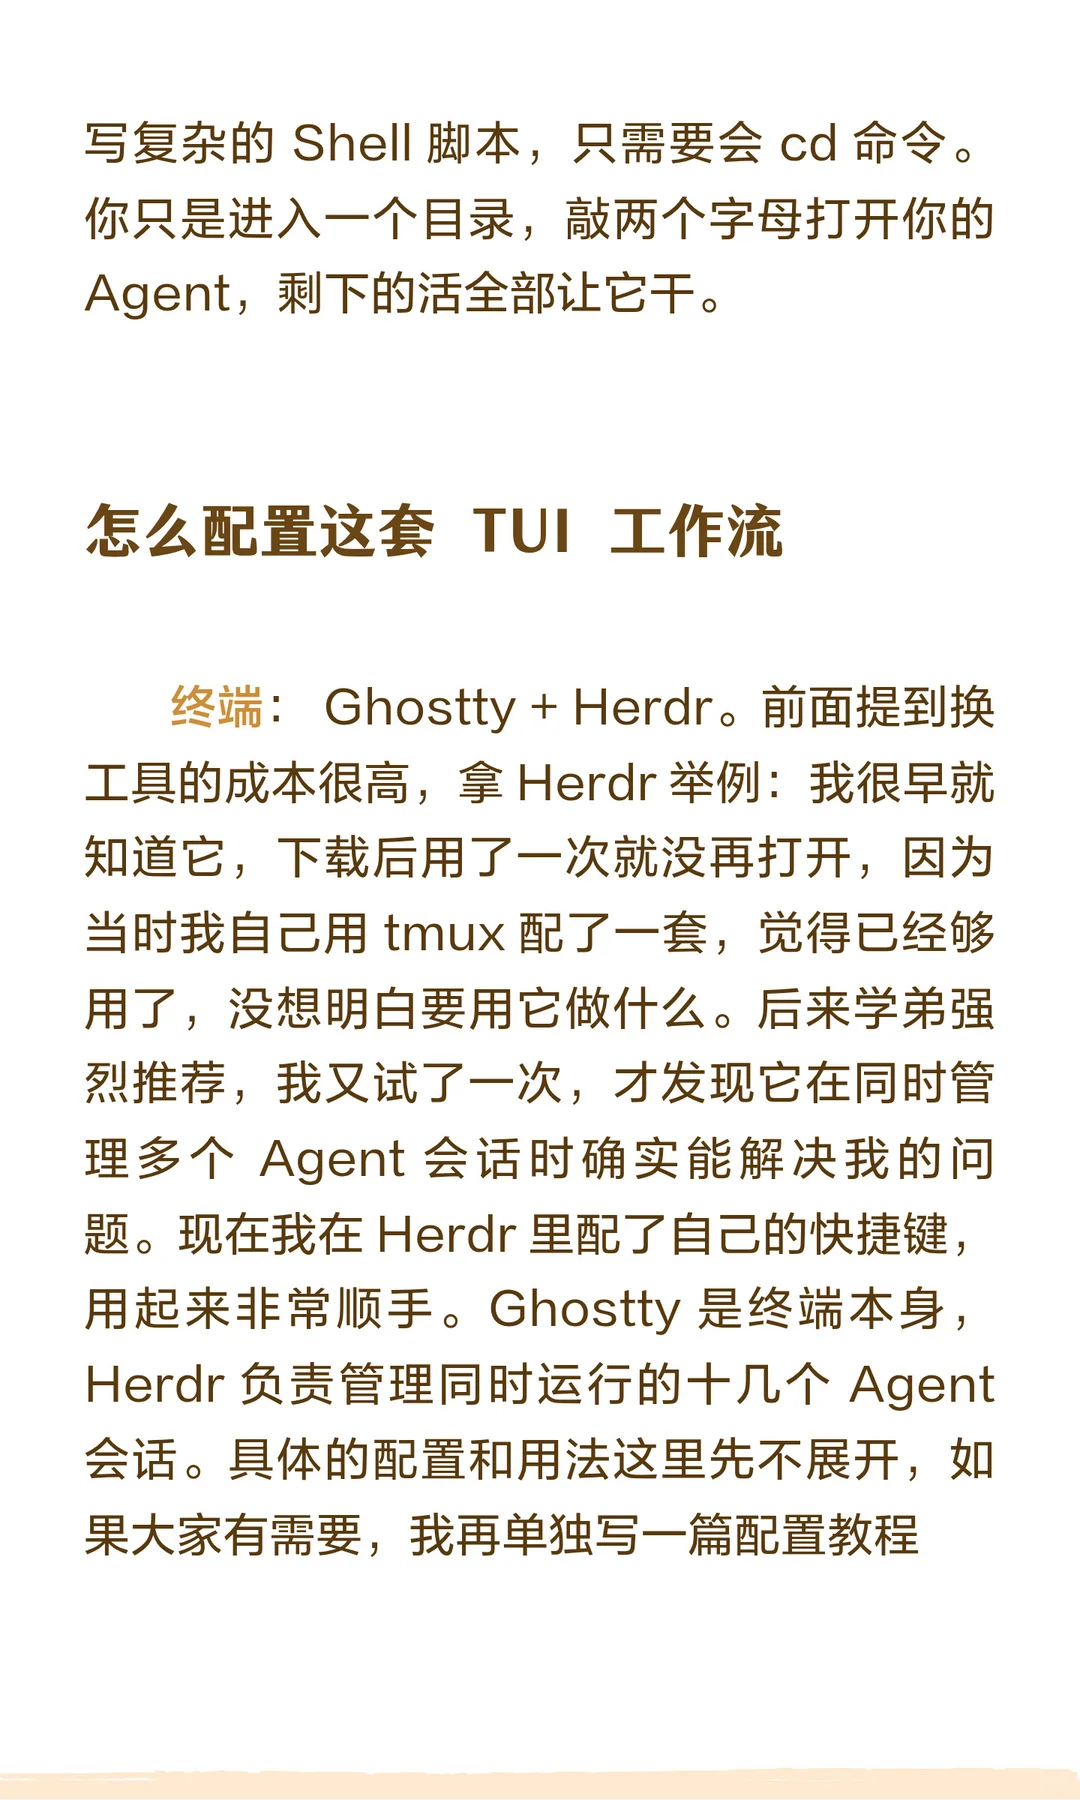 写复杂的 Shell 脚本，只需要会 cd 命令。
你只是进入一个目录，敲两个字母打开你的
Agent，剩下的活全部让它干。
怎么配置这套 TUI 工作流
终端： Ghostty + Herdr。前面提到换
工具的成本很高，拿 Herdr 举例：我很早就
知道它，下载后用了一次就没再打开，因为
当时我自己用 tmux 配了一套，觉得已经够
用了，没想明白要用它做什么。后来学弟强
烈推荐，我又试了一次，才发现它在同时管
理多个 Agent 会话时确实能解决我的问
题。现在我在 Herdr 里配了自己的快捷键，
用起来非常顺手。Ghostty 是终端本身，
Herdr 负责管理同时运行的十几个 Agent
会话。具体的配置和用法这里先不展开，如
果大家有需要，我再单独写一篇配置教程